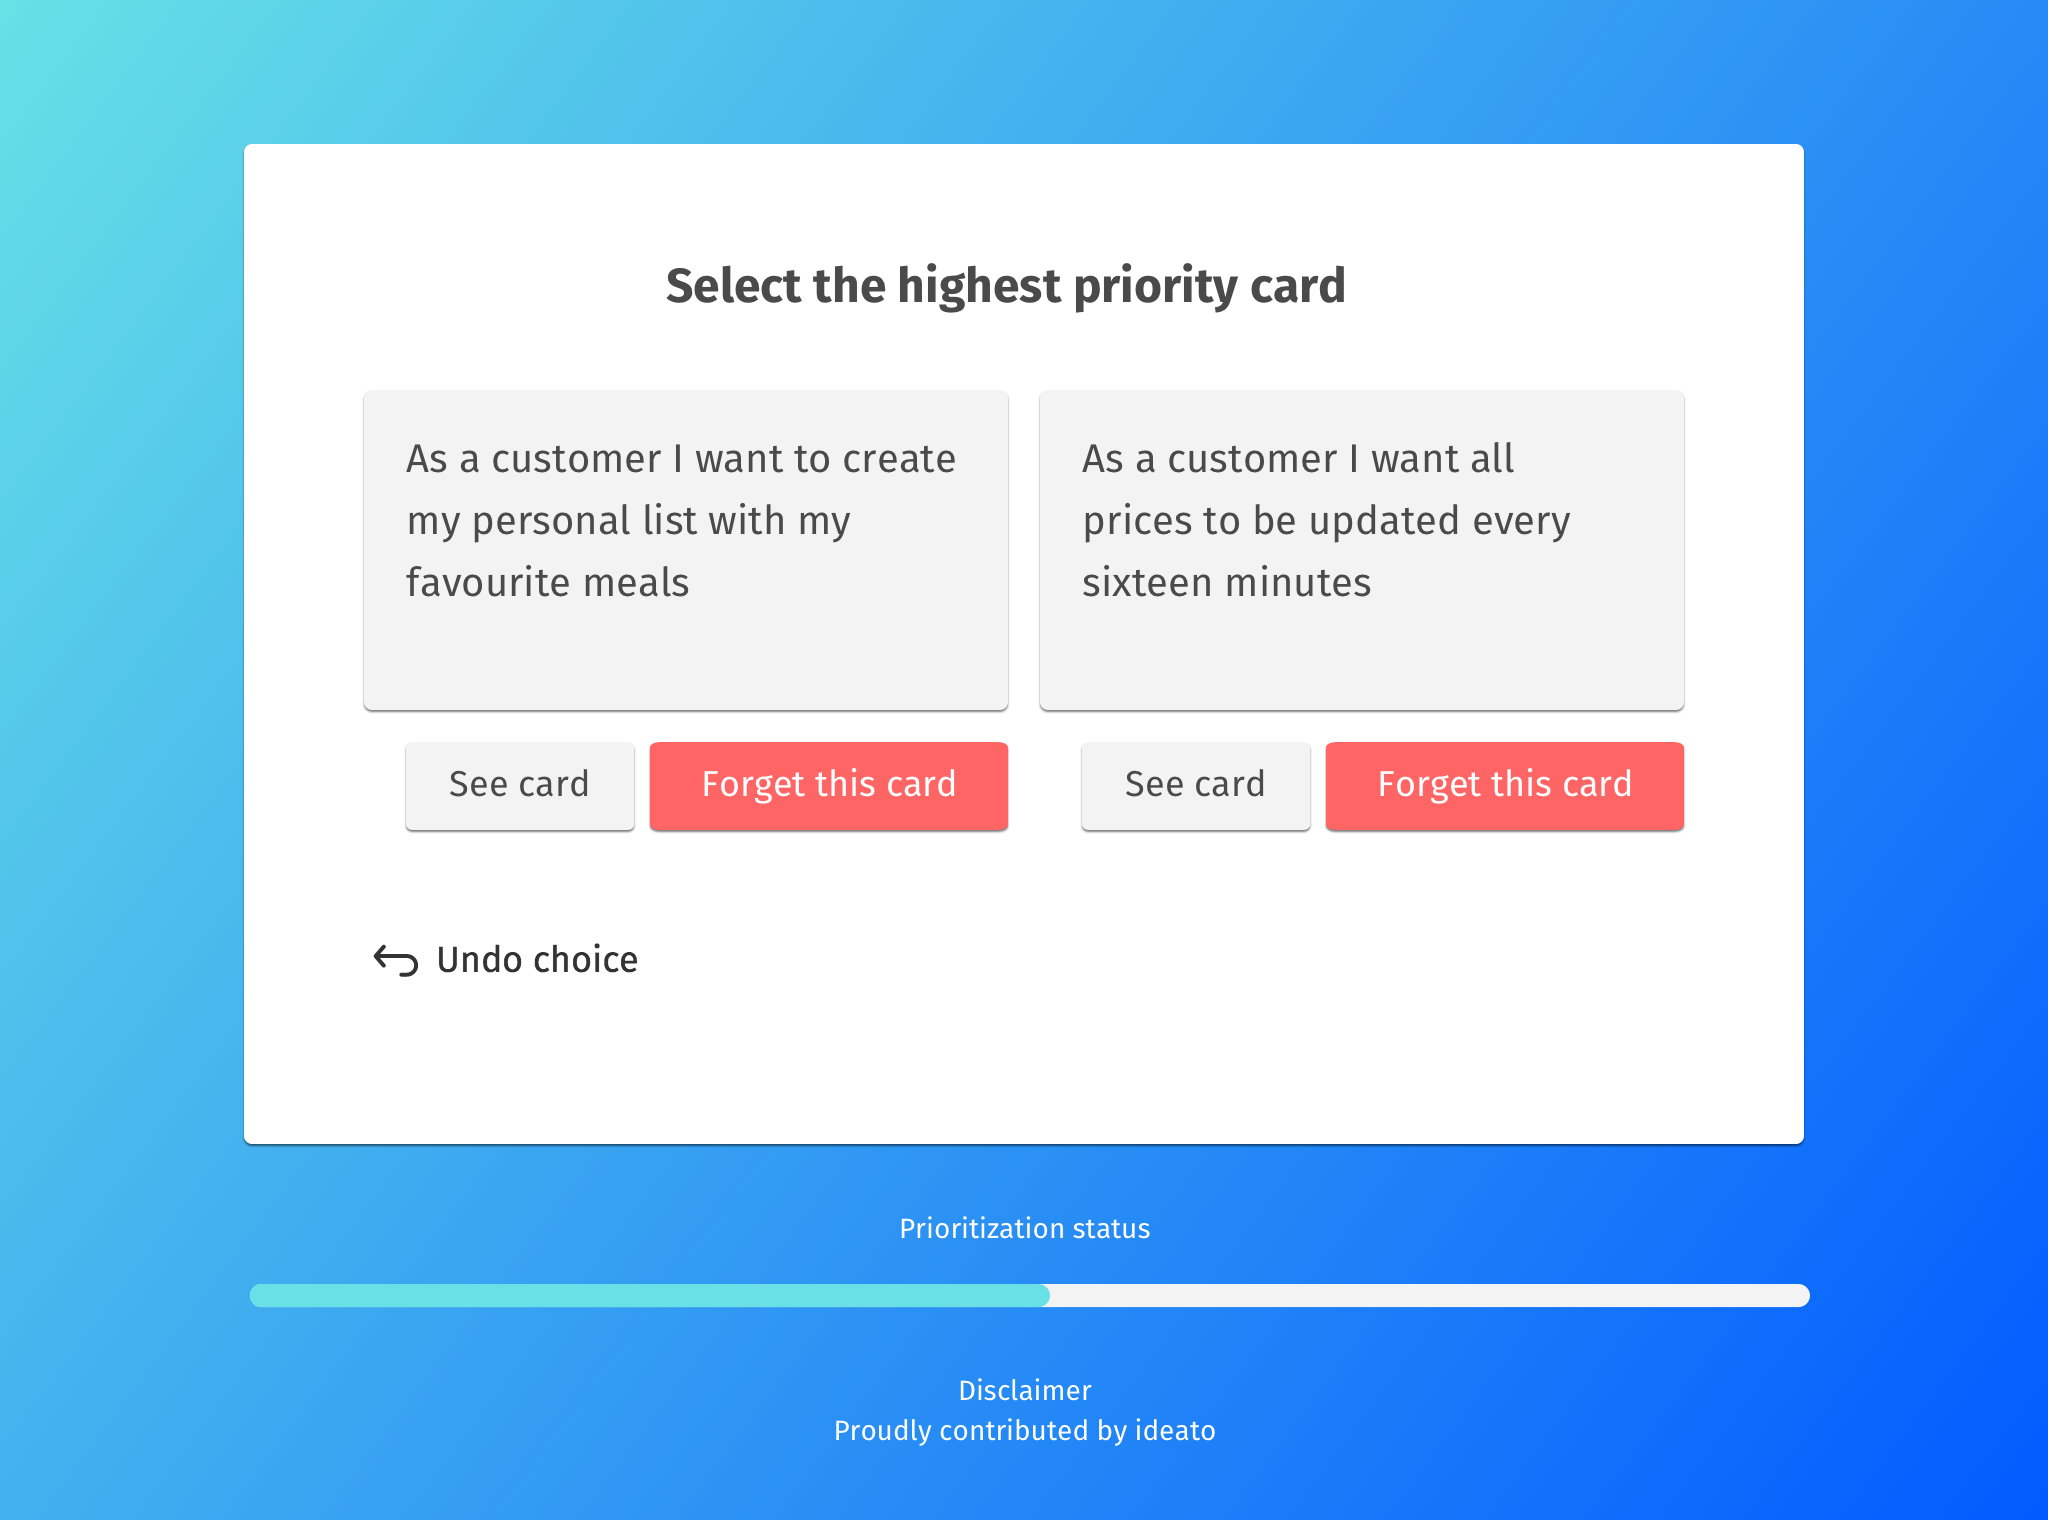 Select the highest priority card
As a customer I want to create
my personal list with my
favourite meals
As a customer I want all
prices to be updated every
sixteen minutes
See card
Forget this card
See card
Forget this card
Undo choice
Prioritization status
Disclaimer
Proudly contributed by ideato